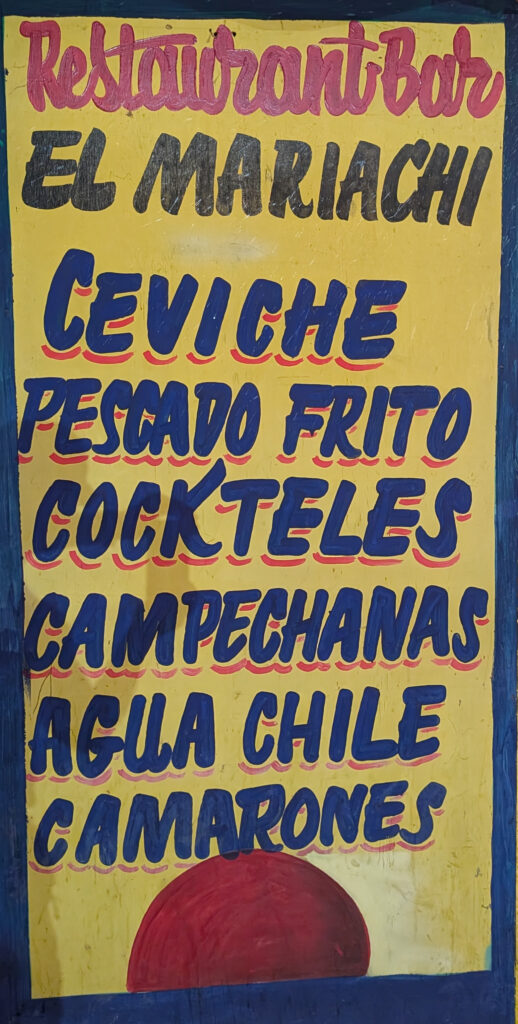 Restaurant Bar
EL MARIACHI
CEVICHE
PESCADO FRITO
COCKTELES
CAMPECHANAS
AGUA CHILE
CAMARONES